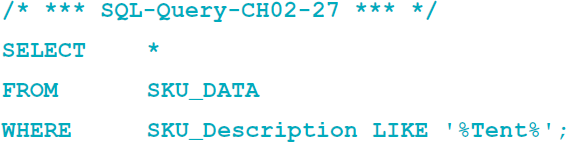 /* *** SQL-Query-CH02-27 *** */
SELECT *
FROM SKU_DATA
WHERE SKU_Description LIKE '%Tent%';